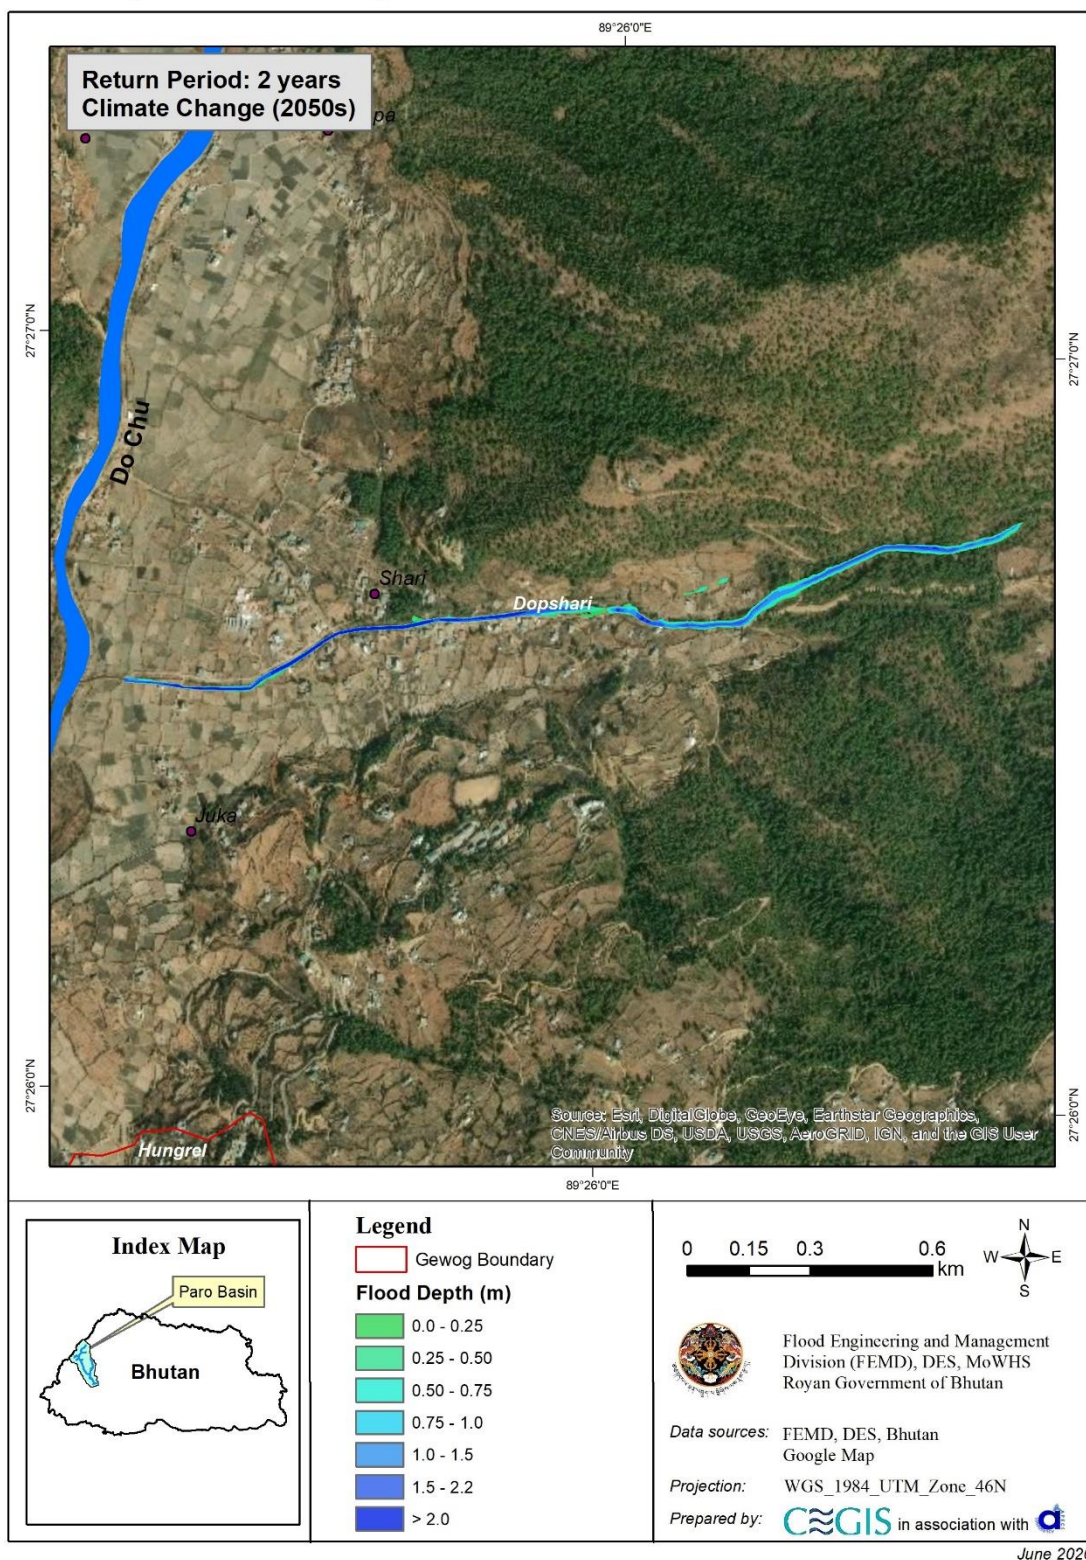 89°26'0"E
Return Period: 2 years
Climate Change (2050s)
pa
27°27'0"N
27°27'0"N
Do Chu
Shari
Dopshari
Juka
27°26'0"N
27°26'0"N
Source: Esri, DigitalGlobe, GeoEye, Earthstar Geographics,
CNES/Airbus DS, USDA, USGS, AeroGRID, IGN, and the GIS User
Community
Hungrel
89°26'0"E
Index Map
Paro Basin
Bhutan
Legend
Gewog Boundary
Flood Depth (m)
0.0 - 0.25
0.25 - 0.50
0.50 - 0.75
0.75 - 1.0
1.0 - 1.5
1.5 - 2.2
> 2.0
0 0.15 0.3 0.6
km
N
W E
S
Flood Engineering and Management
Division (FEMD), DES, MoWHS
Royan Government of Bhutan
Data sources: FEMD, DES, Bhutan
Google Map
Projection: WGS_1984_UTM_Zone_46N
Prepared by: CEGIS in association with
June 2020